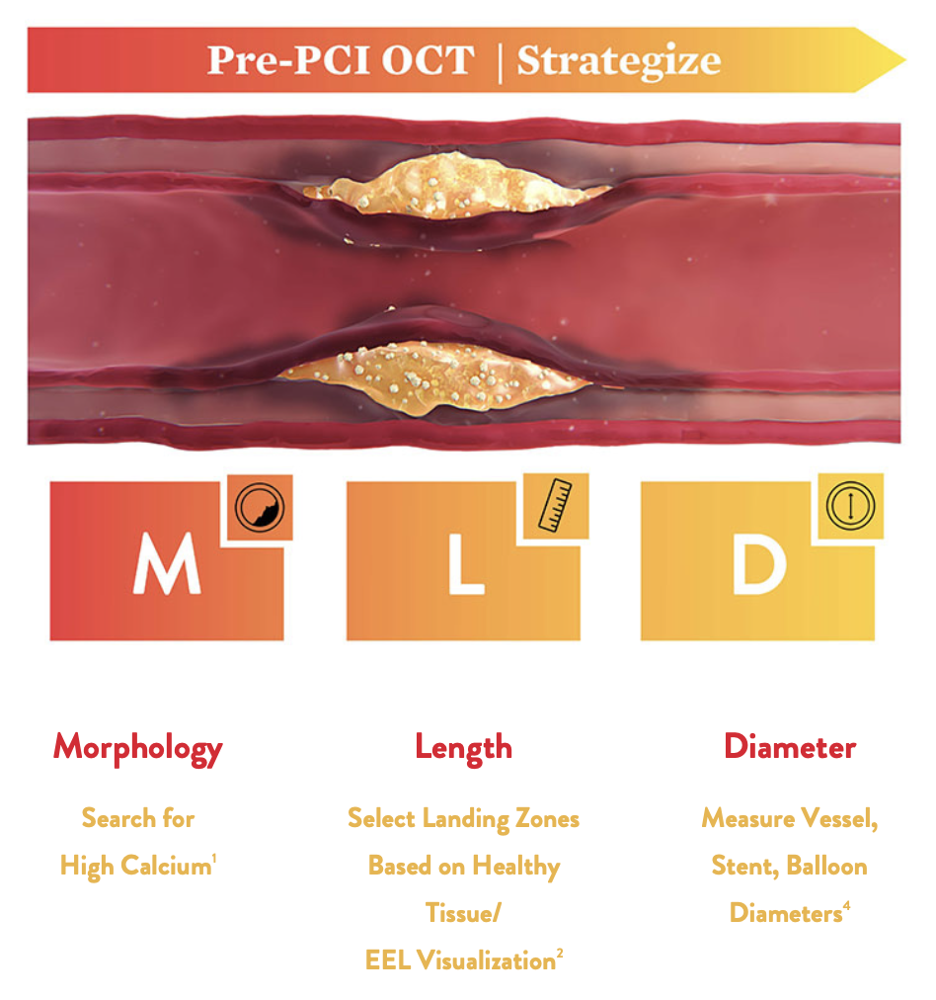 Pre-PCI OCT | Strategize
M
L
D
Morphology
Search for
High Calcium¹
Length
Select Landing Zones
Based on Healthy
Tissue/
EEL Visualization²
Diameter
Measure Vessel,
Stent, Balloon
Diameters⁴